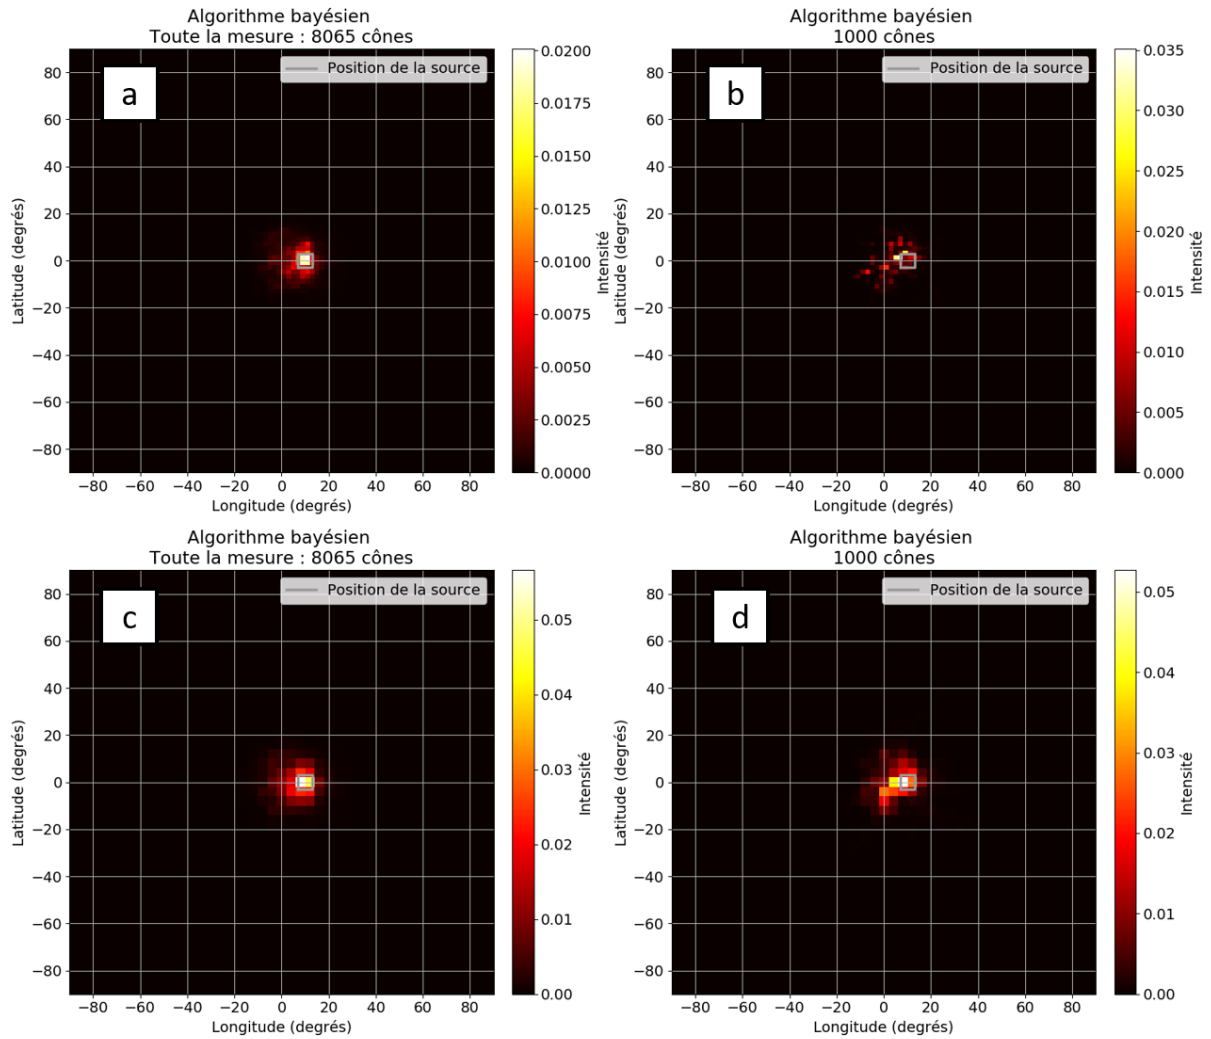 Algorithme bayésien
Toute la mesure : 8065 cônes
a
Position de la source
80
60
40
20
0
−20
−40
−60
−80
Latitude (degrés)
−80 −60 −40 −20 0 20 40 60 80
Longitude (degrés)
0.0200
0.0175
0.0150
0.0125
0.0100
0.0075
0.0050
0.0025
0.0000
Intensité
Algorithme bayésien
1000 cônes
b
Position de la source
80
60
40
20
0
−20
−40
−60
−80
Latitude (degrés)
−80 −60 −40 −20 0 20 40 60 80
Longitude (degrés)
0.035
0.030
0.025
0.020
0.015
0.010
0.005
0.000
Intensité
Algorithme bayésien
Toute la mesure : 8065 cônes
c
Position de la source
80
60
40
20
0
−20
−40
−60
−80
Latitude (degrés)
−80 −60 −40 −20 0 20 40 60 80
Longitude (degrés)
0.05
0.04
0.03
0.02
0.01
0.00
Intensité
Algorithme bayésien
1000 cônes
d
Position de la source
80
60
40
20
0
−20
−40
−60
−80
Latitude (degrés)
−80 −60 −40 −20 0 20 40 60 80
Longitude (degrés)
0.05
0.04
0.03
0.02
0.01
0.00
Intensité